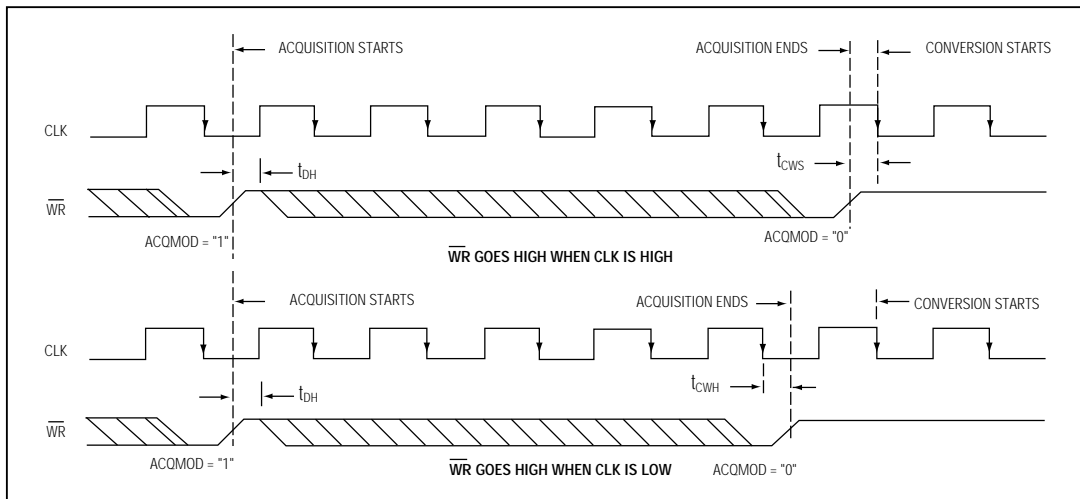 ACQUISITION STARTS
ACQUISITION ENDS
CONVERSION STARTS
CLK
tCWS
tDH
WR
ACQMOD = "1"
ACQMOD = "0"
WR GOES HIGH WHEN CLK IS HIGH
ACQUISITION STARTS
ACQUISITION ENDS
CONVERSION STARTS
CLK
tCWH
tDH
WR
ACQMOD = "1"
WR GOES HIGH WHEN CLK IS LOW
ACQMOD = "0"